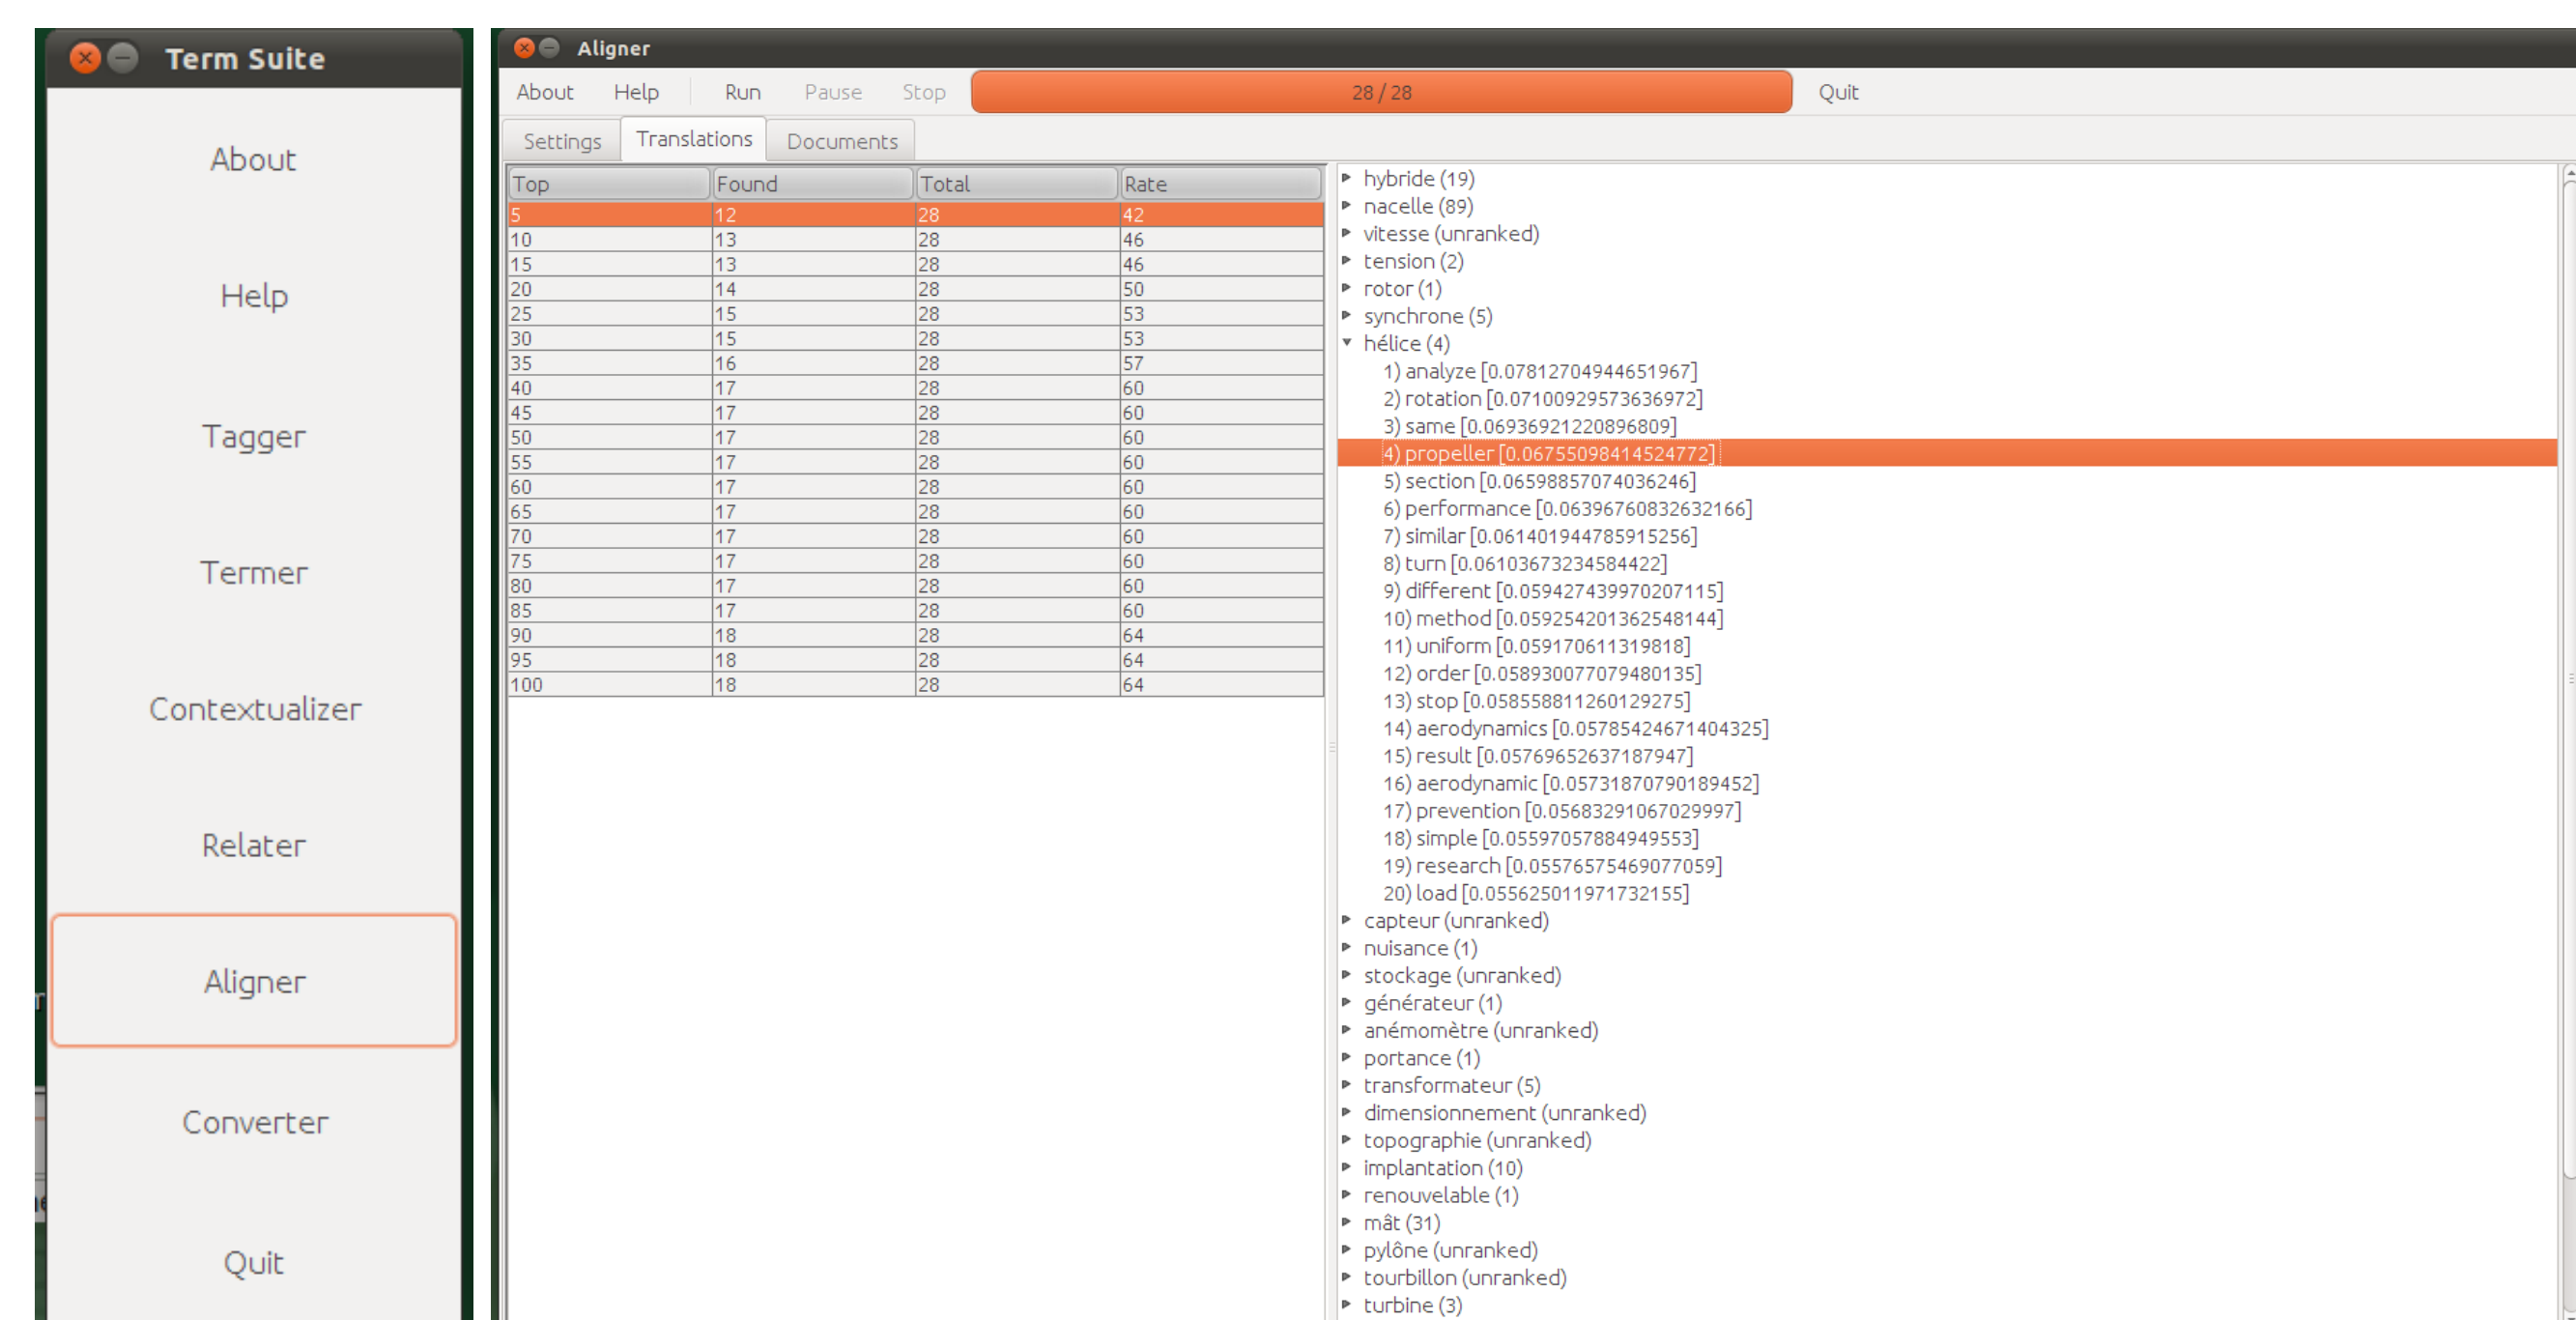 Term Suite
About
Help
Tagger
Termer
Contextualizer
Relater
Aligner
Converter
Quit
Aligner
About Help Run Pause Stop 28 / 28 Quit
Settings Translations Documents
Top Found Total Rate
5 12 28 42
10 13 28 46
15 13 28 46
20 14 28 50
25 15 28 53
30 15 28 53
35 16 28 57
40 17 28 60
45 17 28 60
50 17 28 60
55 17 28 60
60 17 28 60
65 17 28 60
70 17 28 60
75 17 28 60
80 17 28 60
85 17 28 60
90 18 28 64
95 18 28 64
100 18 28 64
hybride (19)
nacelle (89)
vitesse (unranked)
tension (2)
rotor (1)
synchrone (5)
hélice (4)
1) analyze [0.07812704944651967]
2) rotation [0.07100929573636972]
3) same [0.06936921220896809]
4) propeller [0.06755098414524772]
5) section [0.06598857074036246]
6) performance [0.06396760832632166]
7) similar [0.061401944785915256]
8) turn [0.06103673234584422]
9) different [0.059427439970207115]
10) method [0.059254201362548144]
11) uniform [0.059170611319818]
12) order [0.058930077079480135]
13) stop [0.058558811260129275]
14) aerodynamics [0.05785424671404325]
15) result [0.05769652637187947]
16) aerodynamic [0.05731870790189452]
17) prevention [0.05683291067029997]
18) simple [0.05597057884949553]
19) research [0.05576575469077059]
20) load [0.055625011971732155]
capteur (unranked)
nuisance (1)
stockage (unranked)
générateur (1)
anémomètre (unranked)
portance (1)
transformateur (5)
dimensionnement (unranked)
topographie (unranked)
implantation (10)
renouvelable (1)
mât (31)
pylône (unranked)
tourbillon (unranked)
turbine (3)